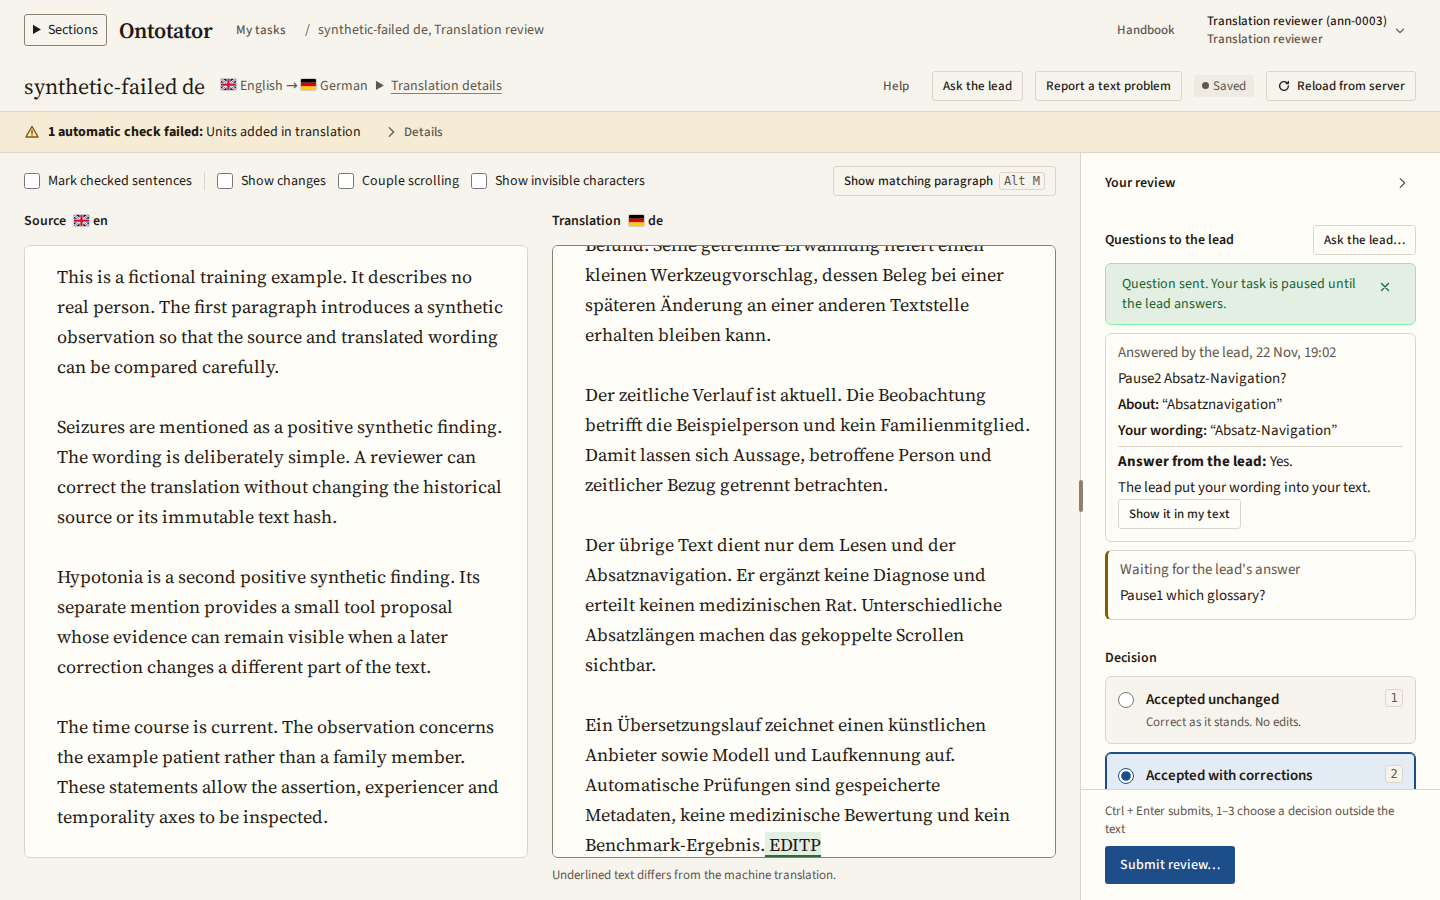 Sections
Ontotator
My tasks
/ synthetic-failed de, Translation review
Handbook
Translation reviewer (ann-0003)
Translation reviewer
synthetic-failed de
English → German
Translation details
Help
Ask the lead
Report a text problem
Saved
Reload from server
1 automatic check failed: Units added in translation
Details
Mark checked sentences
Show changes
Couple scrolling
Show invisible characters
Show matching paragraph Alt M
Source en
This is a fictional training example. It describes no
real person. The first paragraph introduces a synthetic
observation so that the source and translated wording
can be compared carefully.
Seizures are mentioned as a positive synthetic finding.
The wording is deliberately simple. A reviewer can
correct the translation without changing the historical
source or its immutable text hash.
Hypotonia is a second positive synthetic finding. Its
separate mention provides a small tool proposal
whose evidence can remain visible when a later
correction changes a different part of the text.
The time course is current. The observation concerns
the example patient rather than a family member.
These statements allow the assertion, experiencer and
temporality axes to be inspected.
Translation de
Befund. Seine getrennte Erwähnung liefert einen
kleinen Werkzeugvorschlag, dessen Beleg bei einer
späteren Änderung an einer anderen Textstelle
erhalten bleiben kann.
Der zeitliche Verlauf ist aktuell. Die Beobachtung
betrifft die Beispielperson und kein Familienmitglied.
Damit lassen sich Aussage, betroffene Person und
zeitlicher Bezug getrennt betrachten.
Der übrige Text dient nur dem Lesen und der
Absatznavigation. Er ergänzt keine Diagnose und
erteilt keinen medizinischen Rat. Unterschiedliche
Absatzlängen machen das gekoppelte Scrollen
sichtbar.
Ein Übersetzungslauf zeichnet einen künstlichen
Anbieter sowie Modell und Laufkennung auf.
Automatische Prüfungen sind gespeicherte
Metadaten, keine medizinische Bewertung und kein
Benchmark-Ergebnis. EDITP
Underlined text differs from the machine translation.
Your review
Questions to the lead
Ask the lead…
Question sent. Your task is paused until
the lead answers.
Answered by the lead, 22 Nov, 19:02
Pause2 Absatz-Navigation?
About: “Absatznavigation”
Your wording: “Absatz-Navigation”
Answer from the lead: Yes.
The lead put your wording into your text.
Show it in my text
Waiting for the lead's answer
Pause1 which glossary?
Decision
Accepted unchanged 1
Correct as it stands. No edits.
Accepted with corrections 2
Ctrl + Enter submits, 1–3 choose a decision outside the
text
Submit review…